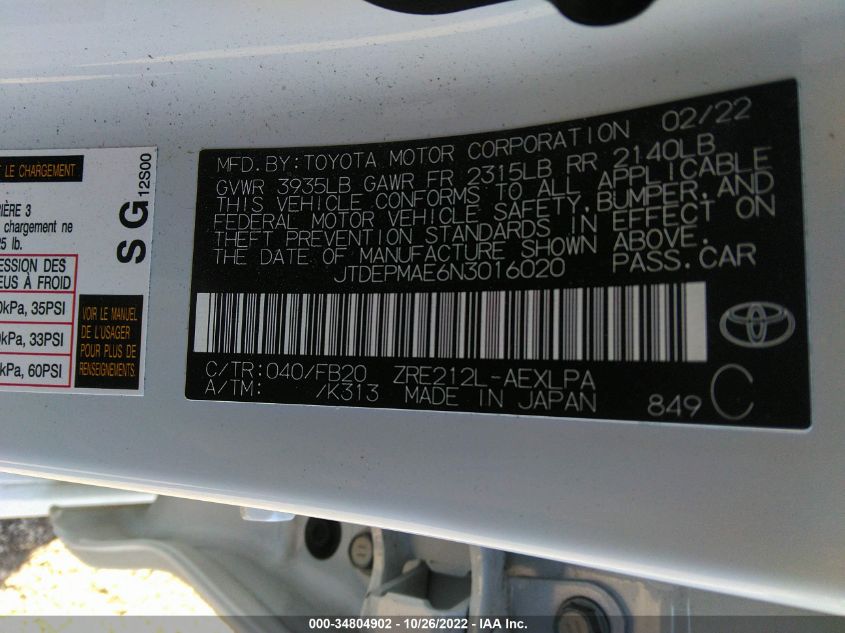 LE CHARGEMENT
IÈRE 3
chargement ne
25 lb.
ESSION DES
EUS À FROID
0kPa, 35PSI
0kPa, 33PSI
kPa, 60PSI
VOIR LE
MANUEL DE
L'USAGER
POUR PLUS DE
RENSEIGNEMENTS
SG
12S00
MFD.BY:TOYOTA MOTOR CORPORATION 02/22
GVWR 3935LB GAWR FR 2315LB RR 2140LB
THIS VEHICLE CONFORMS TO ALL APPLICABLE
FEDERAL MOTOR VEHICLE SAFETY,BUMPER,AND
THEFT PREVENTION STANDARDS IN EFFECT ON
THE DATE OF MANUFACTURE SHOWN ABOVE.
JTDEPMAE6N3016020 PASS.CAR
C/TR:040/FB20 ZRE212L-AEXLPA
A/TM: /K313 MADE IN JAPAN 849 C
000-34804902 - 10/26/2022 - IAA Inc.